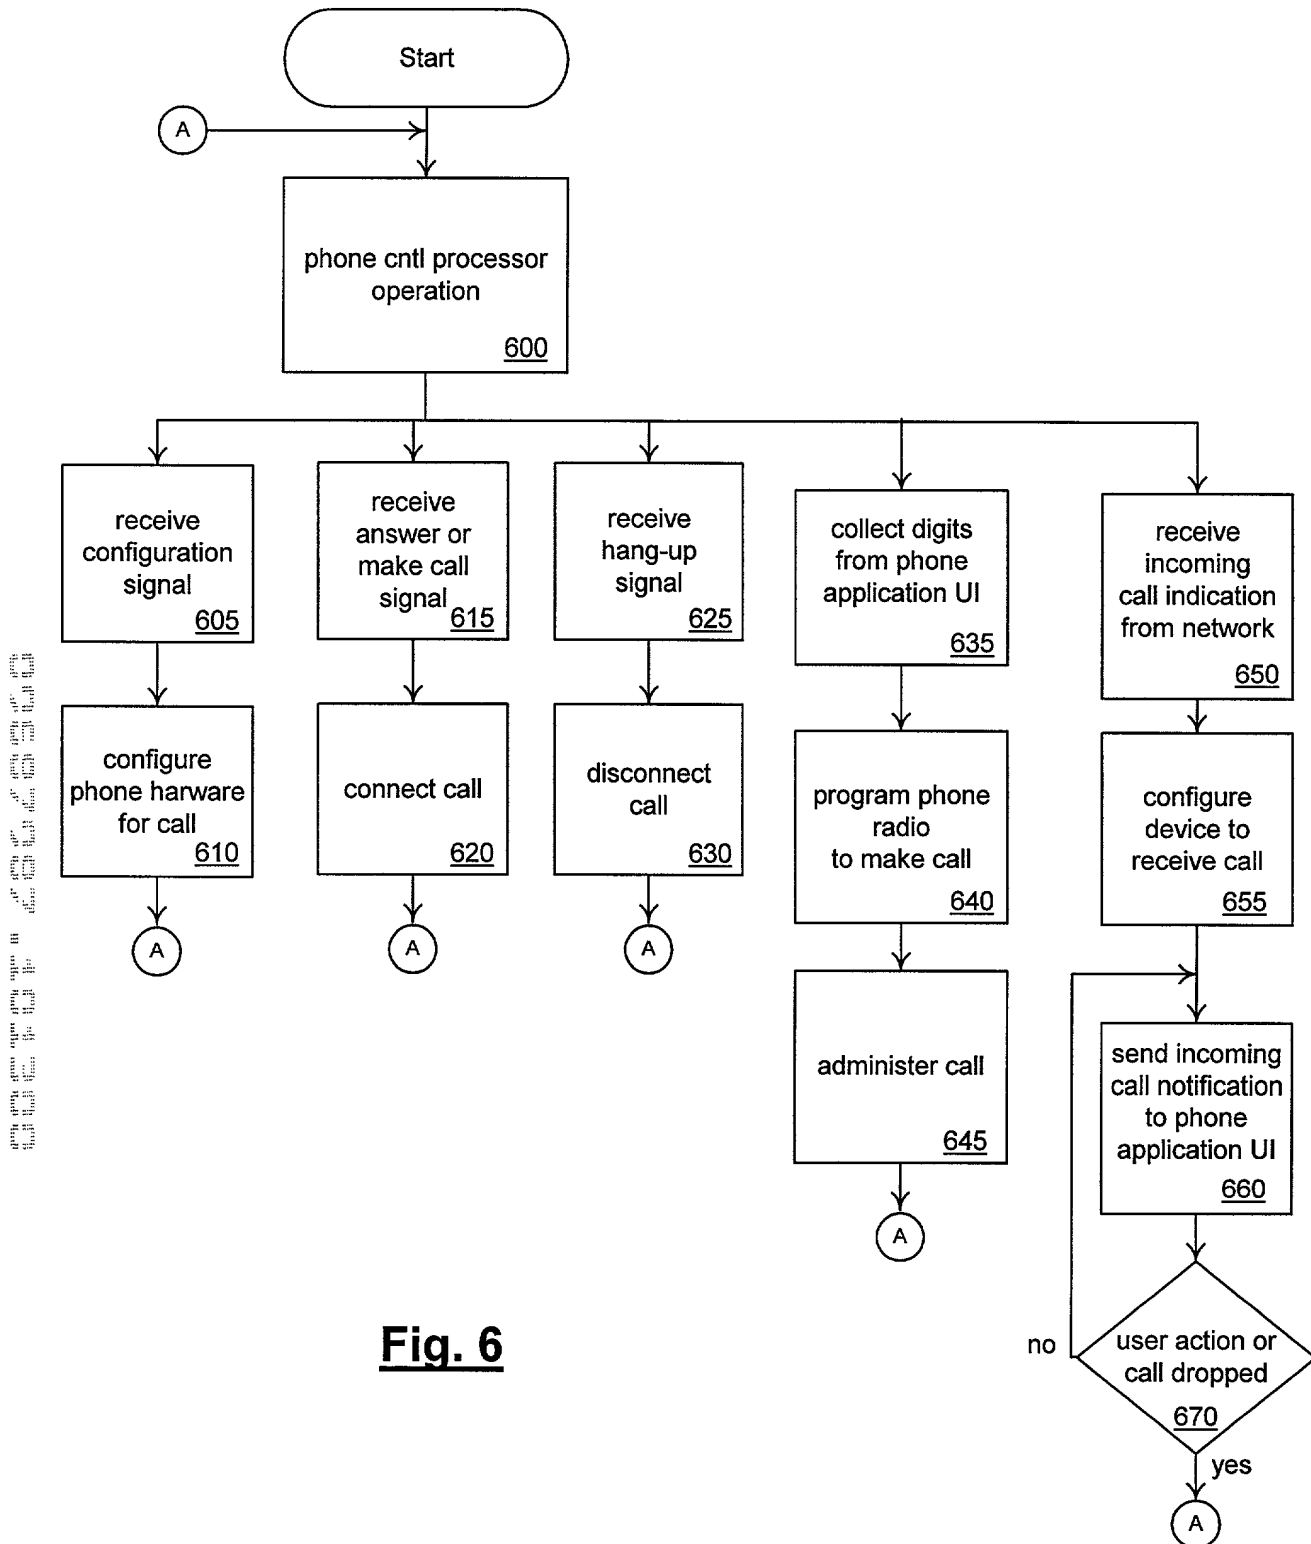 Start
A
phone cntl processor
operation
600
receive
configuration
signal
605
receive
answer or
make call
signal
615
receive
hang-up
signal
625
collect digits
from phone
application UI
635
receive
incoming
call indication
from network
650
configure
phone harware
for call
610
connect call
620
disconnect
call
630
program phone
radio
to make call
640
configure
device to
receive call
655
A
A
A
administer call
645
send incoming
call notification
to phone
application UI
660
A
user action or
call dropped
670
no
yes
A
Fig. 6